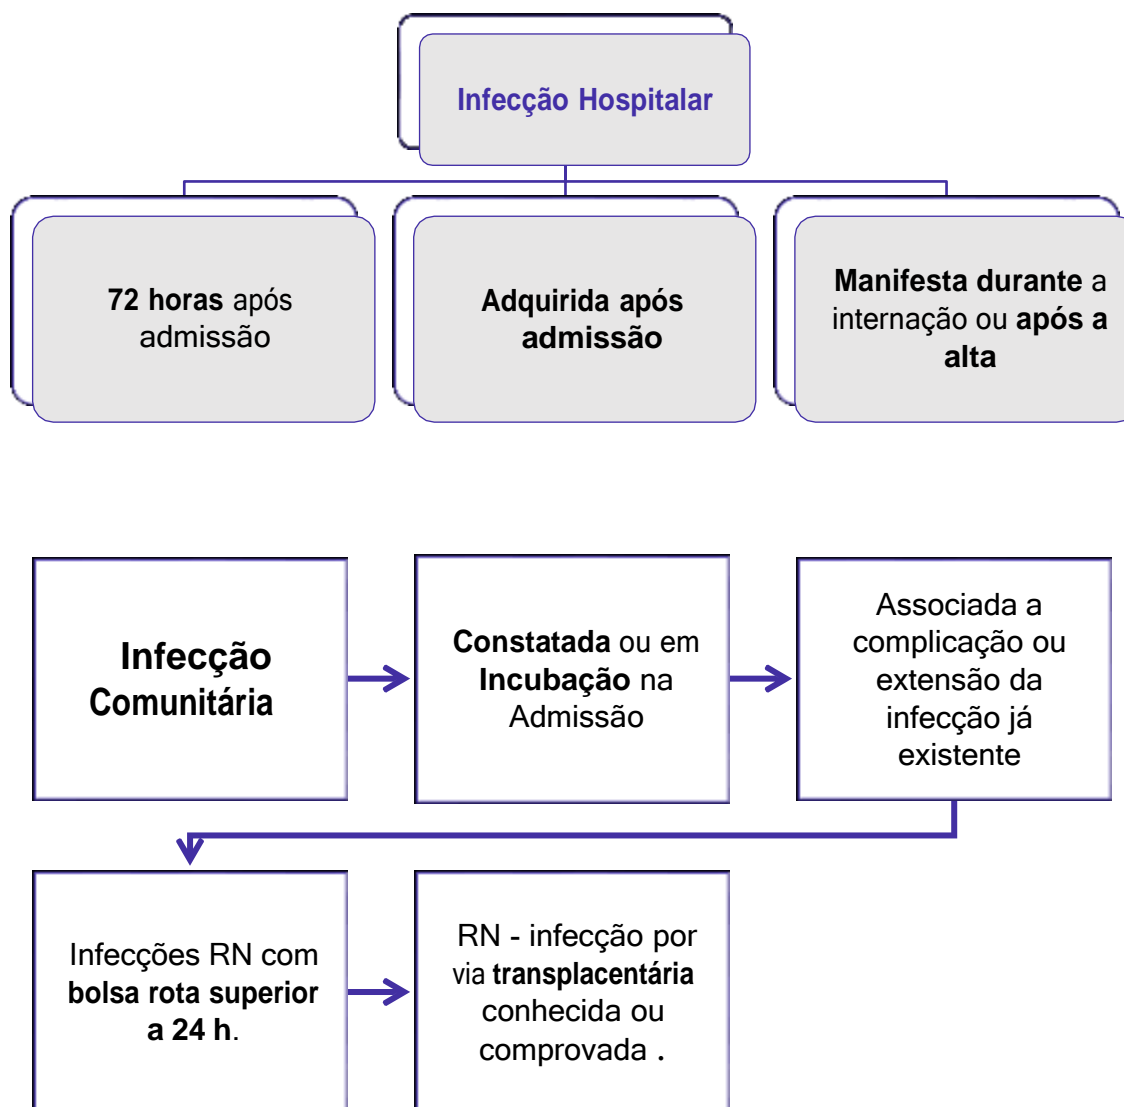 Infecção Hospitalar
72 horas após
admissão
Adquirida após
admissão
Manifesta durante a
internação ou após a
alta
Infecção
Comunitária
Constatada ou em
Incubação na
Admissão
Associada a
complicação ou
extensão da
infecção já
existente
Infecções RN com
bolsa rota superior
a 24 h.
RN - infecção por
via transplacentária
conhecida ou
comprovada .